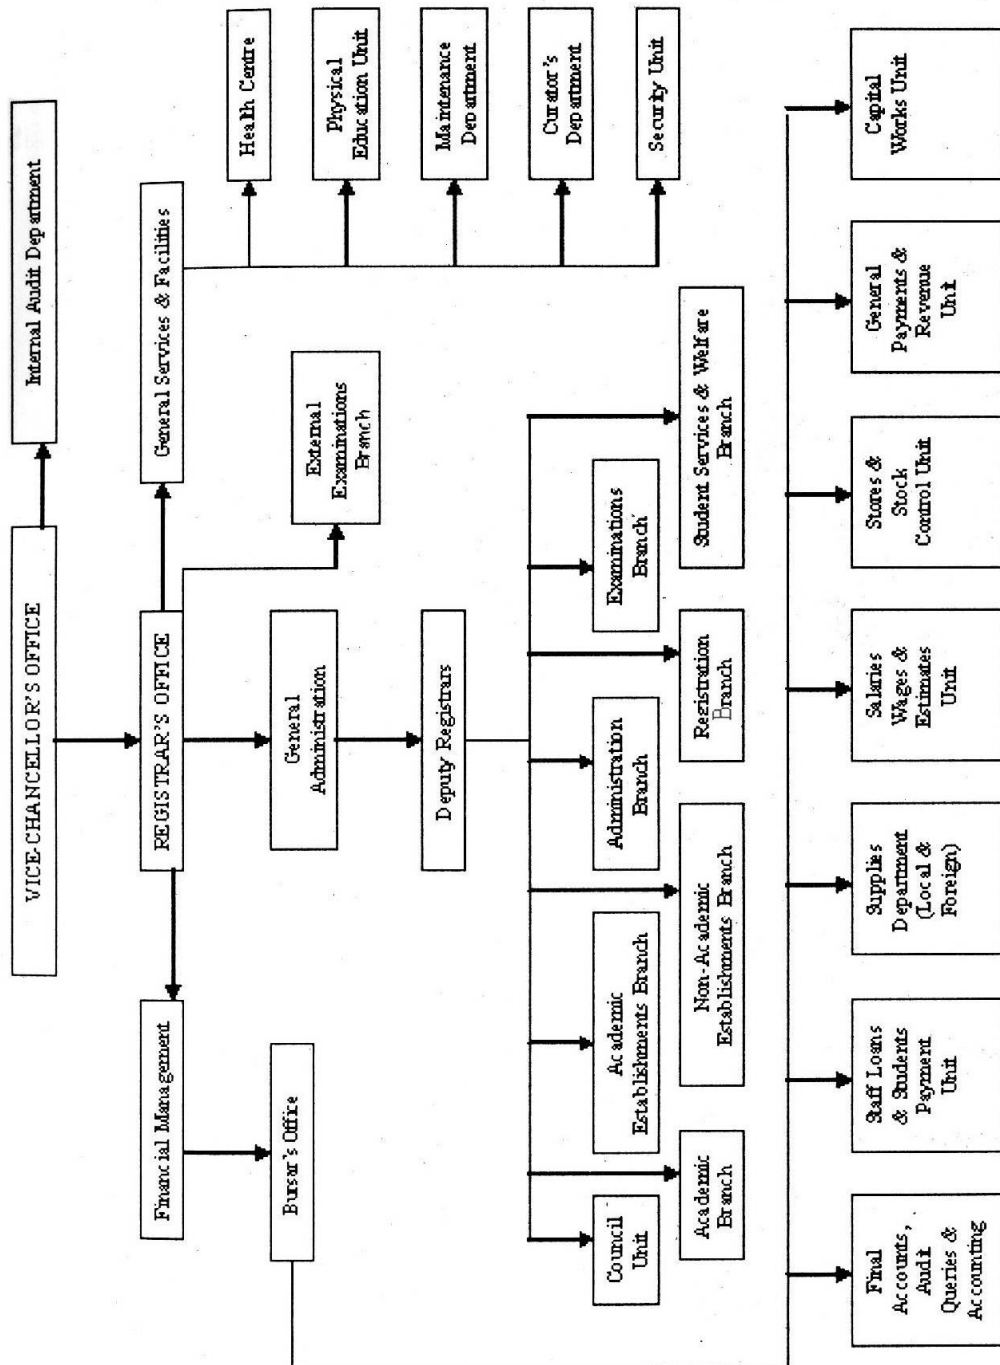 VICE-CHANCELLOR'S OFFICE
Internal Audit Department
Financial Management
REGISTRAR'S OFFICE
General Services & Facilities
Bursar's Office
General
Administration
External
Examinations
Branch
Health Centre
Physical
Education Unit
Maintenance
Department
Curator's
Department
Security Unit
Deputy Registrars
Council
Unit
Academic
Establishments Branch
Administration
Branch
Examinations
Branch
Academic
Branch
Non-Academic
Establishments Branch
Registration
Branch
Student Services & Welfare
Branch
Final
Accounts,
Audit
Queries &
Accounting
Staff Loans
& Students
Payment
Unit
Supplies
Department
(Local &
Foreign)
Salaries
Wages &
Estimates
Unit
Stores &
Stock
Control Unit
General
Payments &
Revenue
Unit
Capital
Works Unit